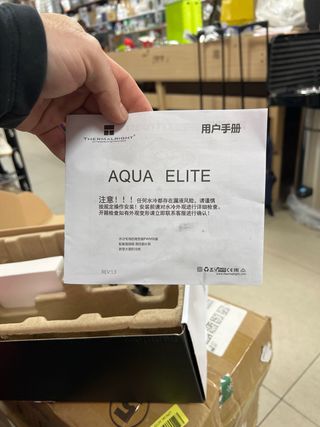 THERMALRIGHT
用户手册
AQUA ELITE
注意！！！任何水冷都存在漏液风险，请谨慎
按规定操作安装！安装前请对水冷外观进行详细检查，
开箱检查如有外观变形请立即联系客服进行确认！
REV:1.3